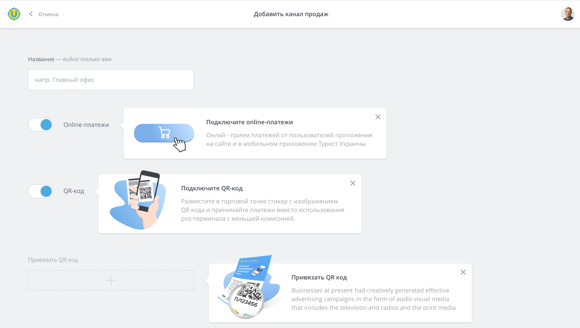 Отмена
Добавить канал продаж
Название — видно только вам
напр. Главный офис
Online-платежи
Подключите online-платежи
Онлай - прием платежей от пользователей приложения
на сайте и в мобильном приложении Турист Украины
QR-код
Подключите QR-код
Разместите в торговой точке стикер с изображением
QR кода и принимайте платежи вместо использования
pos-терминала с меньшей комиссией.
Привязать QR-код
ТUЛ123456
Привязать QR код
Businesses at present had creatively generated effective
advertising campaigns in the form of audio visual media
that includes the television and radios and the print media